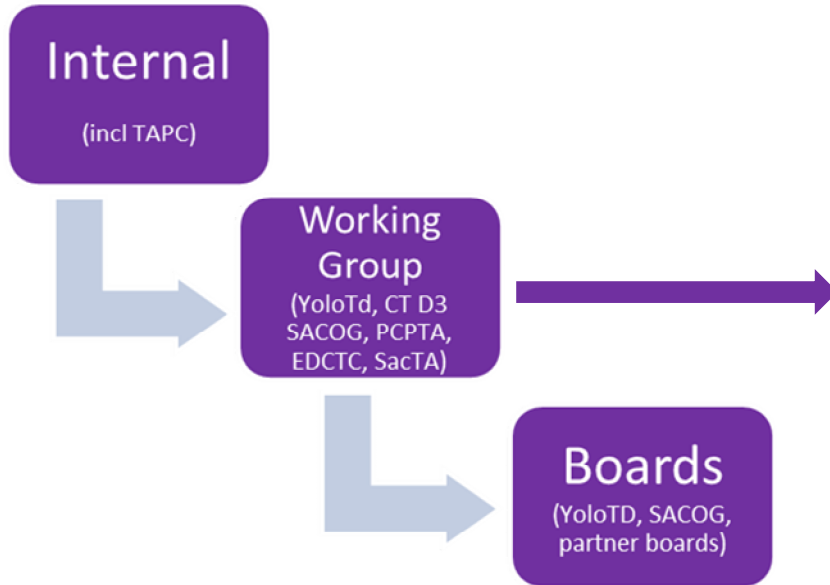 Internal
(incl TAPC)
Working
Group
(YoloTd, CT D3
SACOG, PCPTA,
EDCTC, SacTA)
Boards
(YoloTD, SACOG,
partner boards)